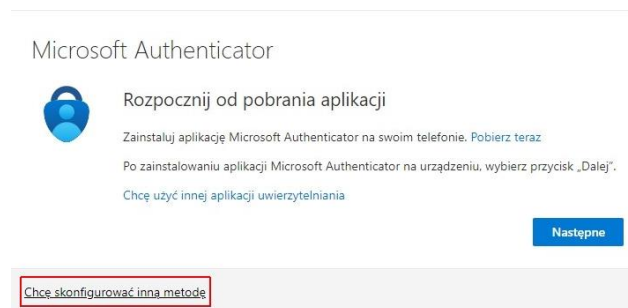 Microsoft Authenticator
Rozpocznij od pobrania aplikacji
Zainstaluj aplikację Microsoft Authenticator na swoim telefonie. Pobierz teraz
Po zainstalowaniu aplikacji Microsoft Authenticator na urządzeniu, wybierz przycisk „Dalej”.
Chcę użyć innej aplikacji uwierzytelniania
Następne
Chcę skonfigurować inną metodę